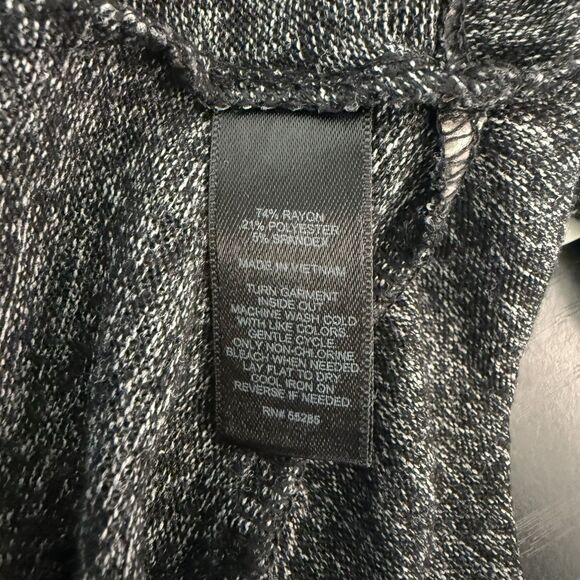 74% RAYON
21% POLYESTER
5% SPANDEX
MADE IN VIETNAM
TURN GARMENT
INSIDE OUT
MACHINE WASH COLD
WITH LIKE COLORS
GENTLE CYCLE
ONLY NON-CHLORINE
BLEACH WHEN NEEDED
LAY FLAT TO DRY
COOL IRON ON
REVERSE IF NEEDED
RN# 55285